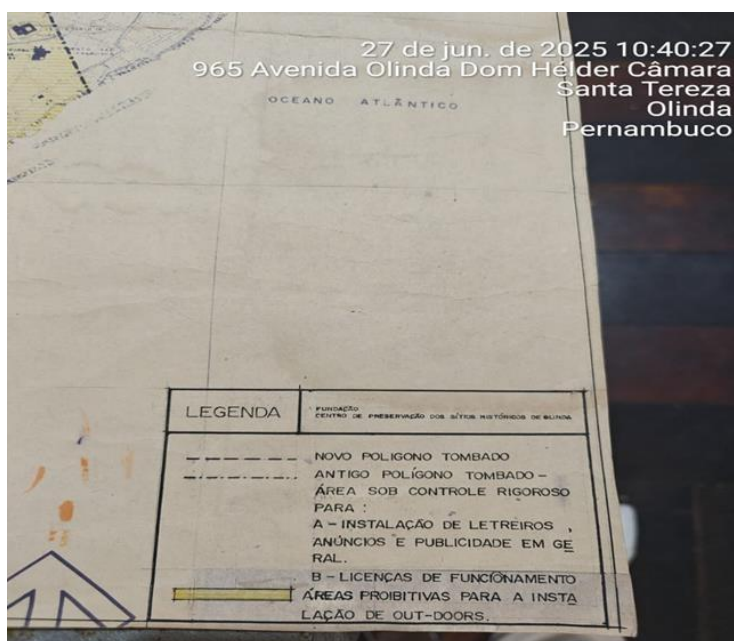 27 de jun. de 2025 10:40:27
965 Avenida Olinda Dom Hélder Câmara
Santa Tereza
Olinda
Pernambuco
OCEANO ATLÂNTICO
LEGENDA
FUNDAÇÃO
CENTRO DE PRESERVAÇÃO DOS SÍTIOS HISTÓRICOS DE OLINDA
NOVO POLIGONO TOMBADO
ANTIGO POLÍGONO TOMBADO –
ÁREA SOB CONTROLE RIGOROSO
PARA :
A – INSTALAÇÃO DE LETREIROS ,
ANÚNCIOS E PUBLICIDADE EM GE
RAL.
B – LICENÇAS DE FUNCIONAMENTO
ÁREAS PROIBITIVAS PARA A INSTA
LAÇÃO DE OUT-DOORS.